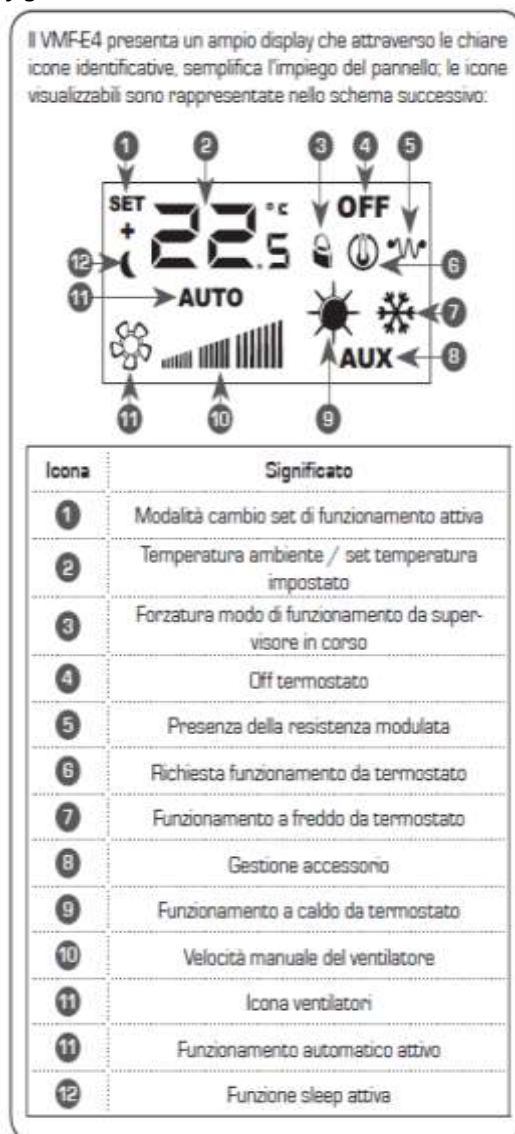 Il VMF-E4 presenta un ampio display che attraverso le chiare
icone identificative, semplifica l'impiego del pannello; le icone
visualizzabili sono rappresentate nello schema successivo:
1 2 3 4 5
SET 22.5 °C OFF
+
12 6
11 AUTO 7
AUX 8
11 10 9
Icona Significato
1 Modalità cambio set di funzionamento attiva
2 Temperatura ambiente / set temperatura
impostato
3 Forzatura modo di funzionamento da super-
visore in corso
4 Off termostato
5 Presenza della resistenza modulata
6 Richiesta funzionamento da termostato
7 Funzionamento a freddo da termostato
8 Gestione accessorio
9 Funzionamento a caldo da termostato
10 Velocità manuale del ventilatore
11 Icona ventilatori
11 Funzionamento automatico attivo
12 Funzione sleep attiva